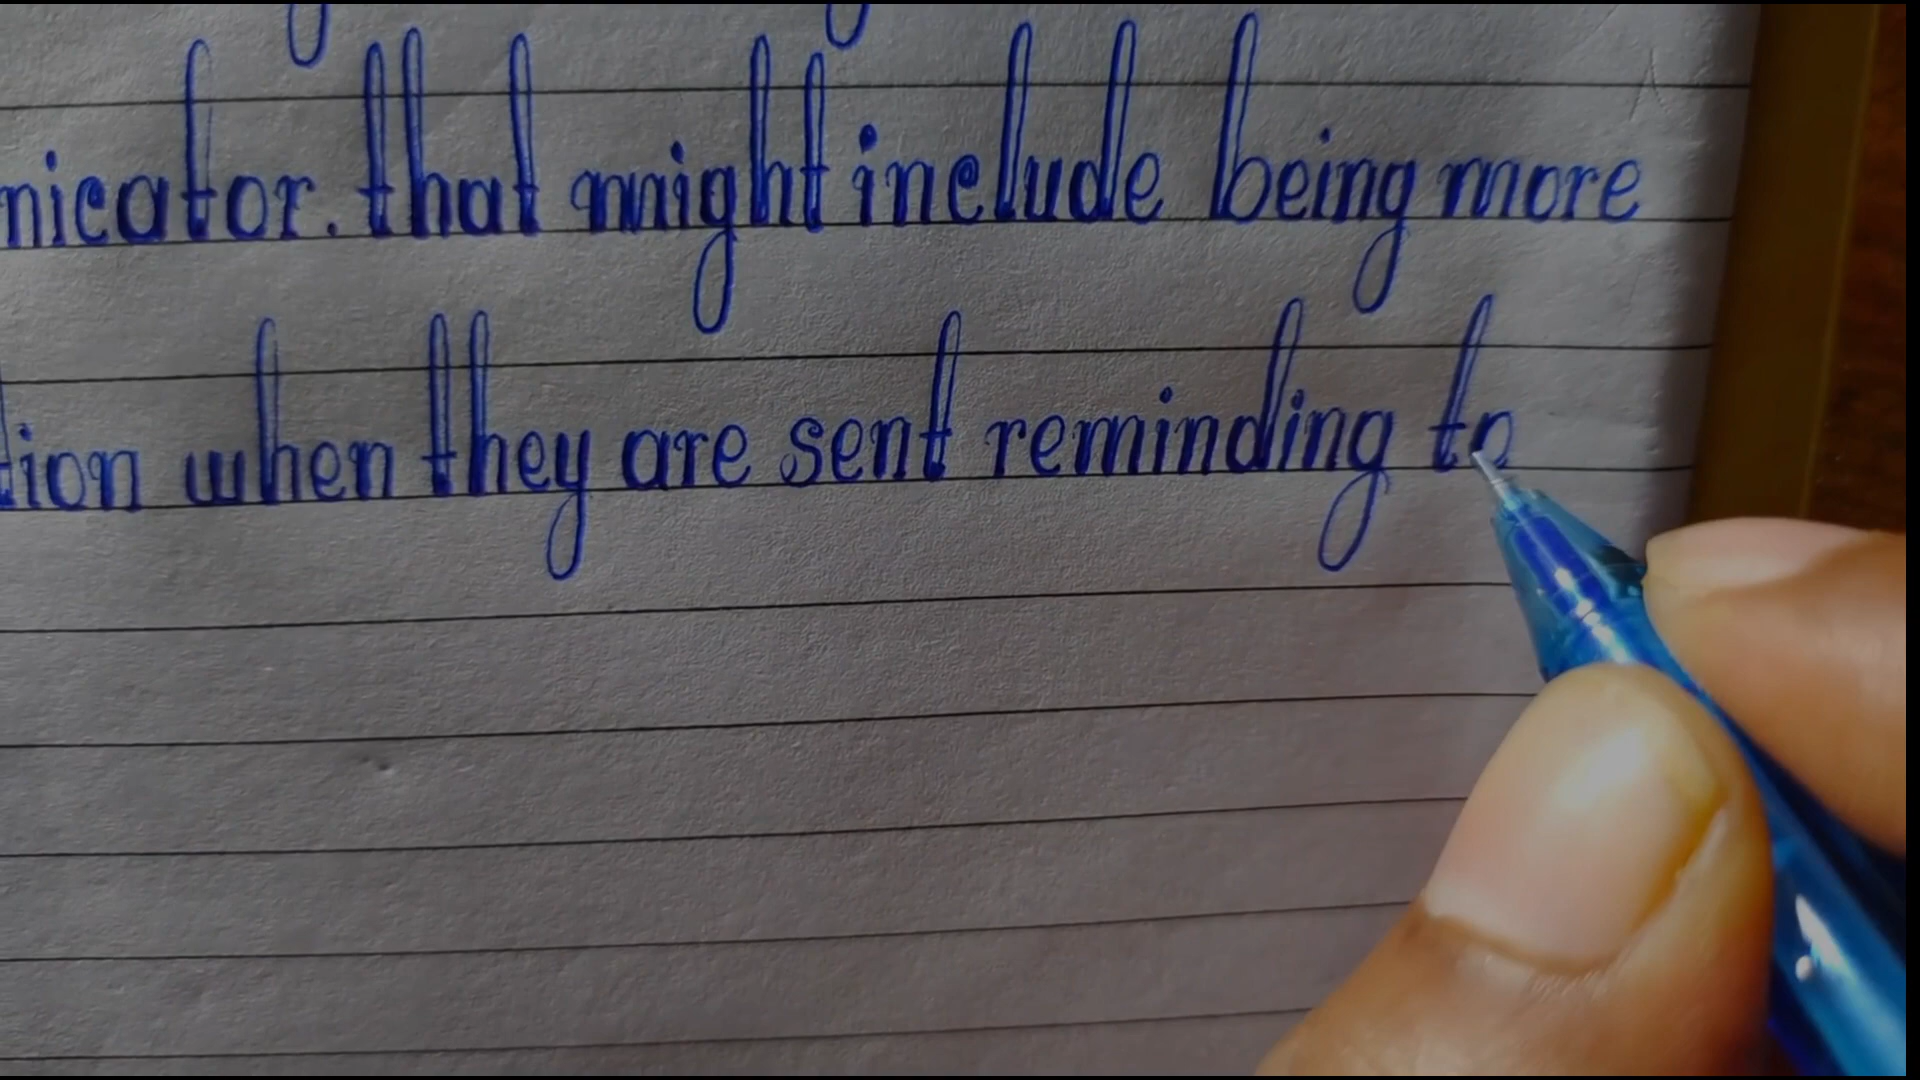 nicator. that might include being more
tion when they are sent reminding to